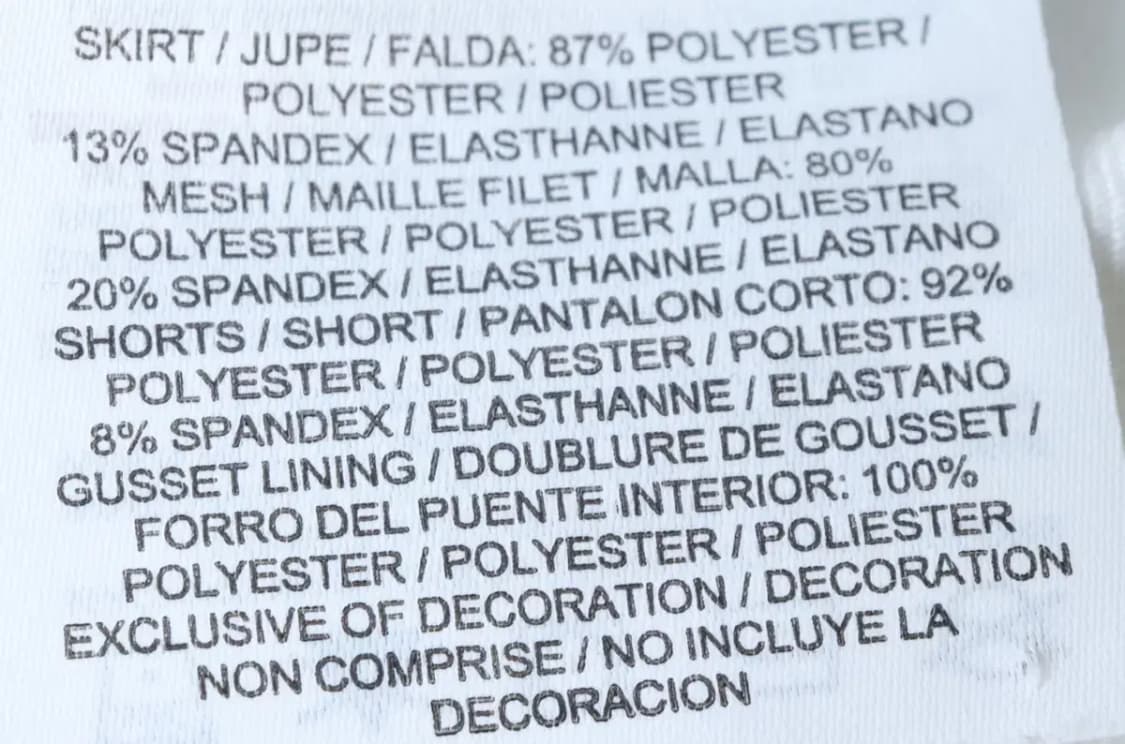 SKIRT / JUPE / FALDA: 87% POLYESTER /
POLYESTER / POLIESTER
13% SPANDEX / ELASTHANNE / ELASTANO
MESH / MAILLE FILET / MALLA: 80%
POLYESTER / POLYESTER / POLIESTER
20% SPANDEX / ELASTHANNE / ELASTANO
SHORTS / SHORT / PANTALON CORTO: 92%
POLYESTER / POLYESTER / POLIESTER
8% SPANDEX / ELASTHANNE / ELASTANO
GUSSET LINING / DOUBLURE DE GOUSSET /
FORRO DEL PUENTE INTERIOR: 100%
POLYESTER / POLYESTER / POLIESTER
EXCLUSIVE OF DECORATION / DECORATION
NON COMPRISE / NO INCLUYE LA
DECORACION